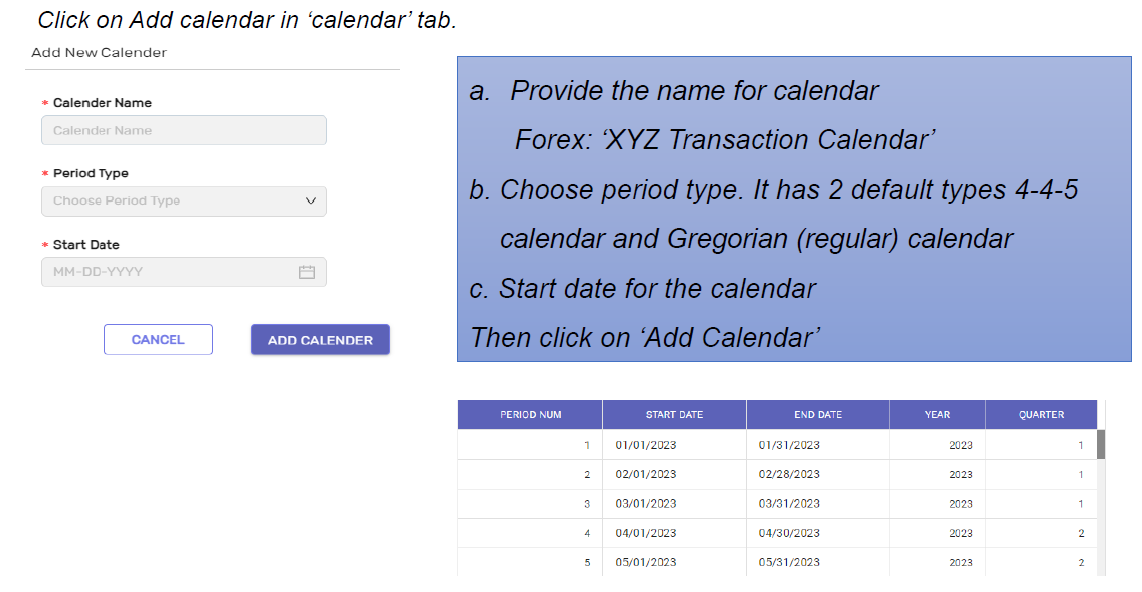 Click on Add calendar in ‘calendar’ tab.
Add New Calender
* Calender Name
Calender Name
* Period Type
Choose Period Type
* Start Date
MM-DD-YYYY
CANCEL
ADD CALENDER
a. Provide the name for calendar
Forex: ‘XYZ Transaction Calendar’
b. Choose period type. It has 2 default types 4-4-5
calendar and Gregorian (regular) calendar
c. Start date for the calendar
Then click on ‘Add Calendar’
PERIOD NUM START DATE END DATE YEAR QUARTER
1 01/01/2023 01/31/2023 2023 1
2 02/01/2023 02/28/2023 2023 1
3 03/01/2023 03/31/2023 2023 1
4 04/01/2023 04/30/2023 2023 2
5 05/01/2023 05/31/2023 2023 2